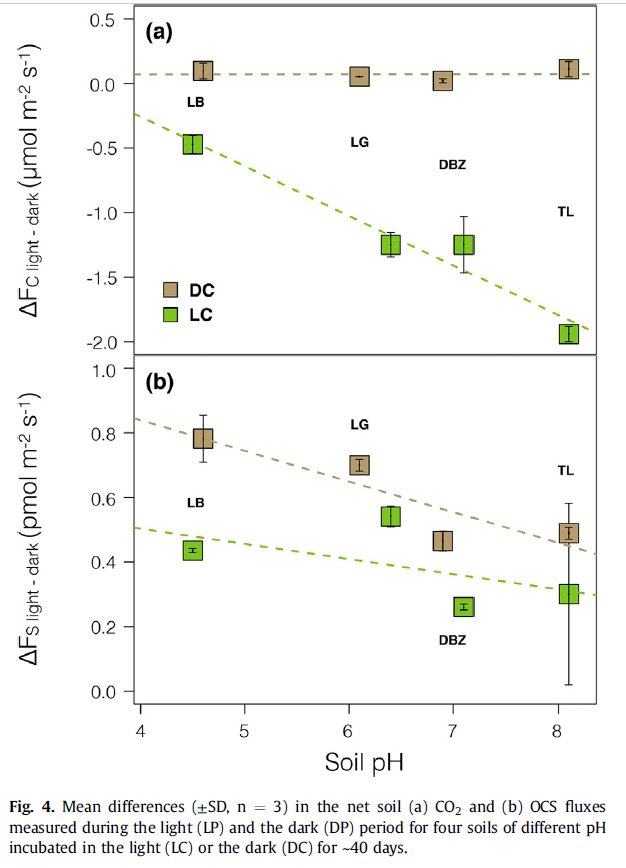 0.5
(a)
0.0
LB
-0.5
LG
DBZ
-1.0
TL
-1.5
DC
LC
-2.0
ΔFC light - dark (μmol m-2 s-1)
1.0
(b)
0.8
LG
TL
0.6
LB
0.4
0.2
DBZ
0.0
ΔFS light - dark (pmol m-2 s-1)
4 5 6 7 8
Soil pH
Fig. 4. Mean differences (±SD, n = 3) in the net soil (a) CO2 and (b) OCS fluxes
measured during the light (LP) and the dark (DP) period for four soils of different pH
incubated in the light (LC) or the dark (DC) for ~40 days.